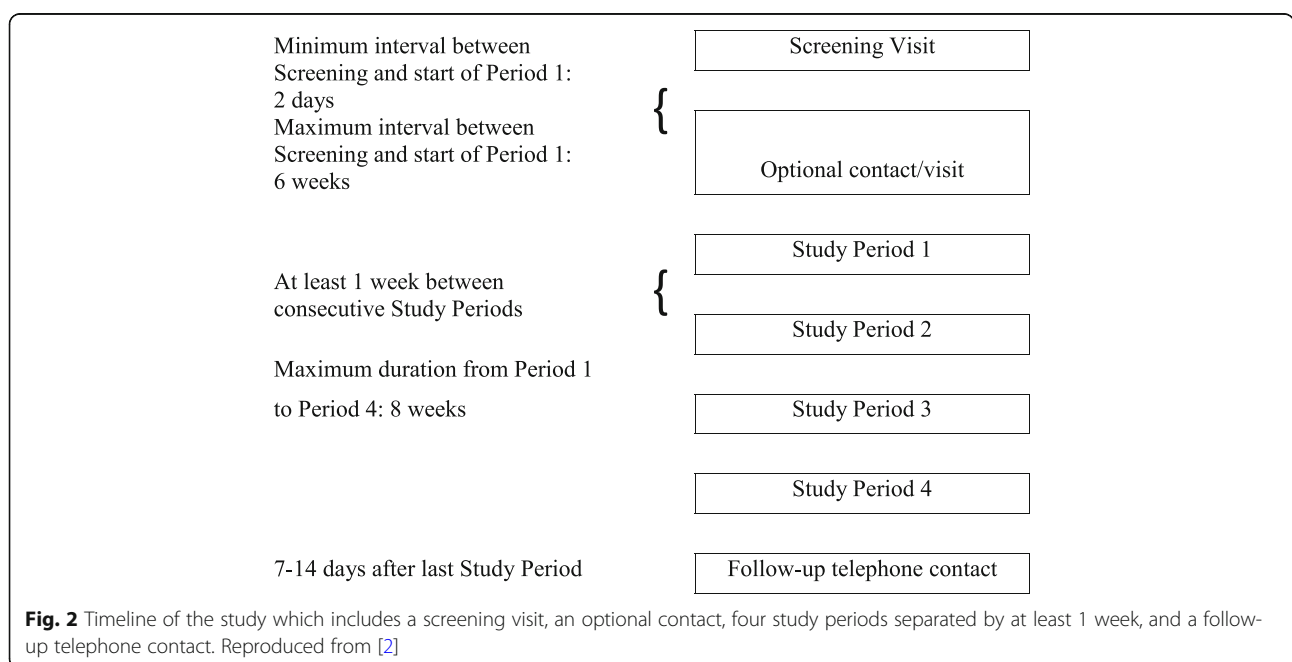 Minimum interval between
Screening and start of Period 1:
2 days
Maximum interval between
Screening and start of Period 1:
6 weeks
{
Screening Visit
Optional contact/visit
Study Period 1
At least 1 week between
consecutive Study Periods
{
Study Period 2
Maximum duration from Period 1
to Period 4: 8 weeks
Study Period 3
Study Period 4
7-14 days after last Study Period
Follow-up telephone contact
Fig. 2 Timeline of the study which includes a screening visit, an optional contact, four study periods separated by at least 1 week, and a follow-
up telephone contact. Reproduced from [2]